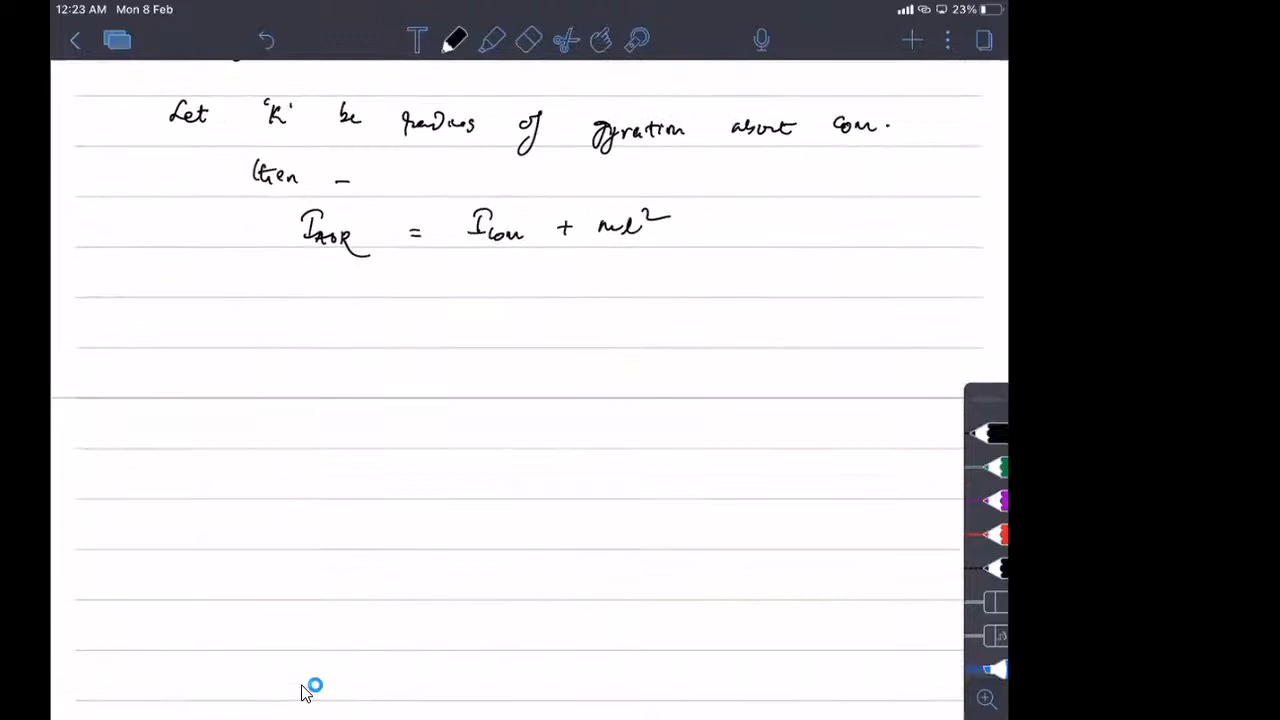 12:23 AM Mon 8 Feb 23%
Let 'K' be radius of gyration about com.
then -
I_AOR = I_com + ml²